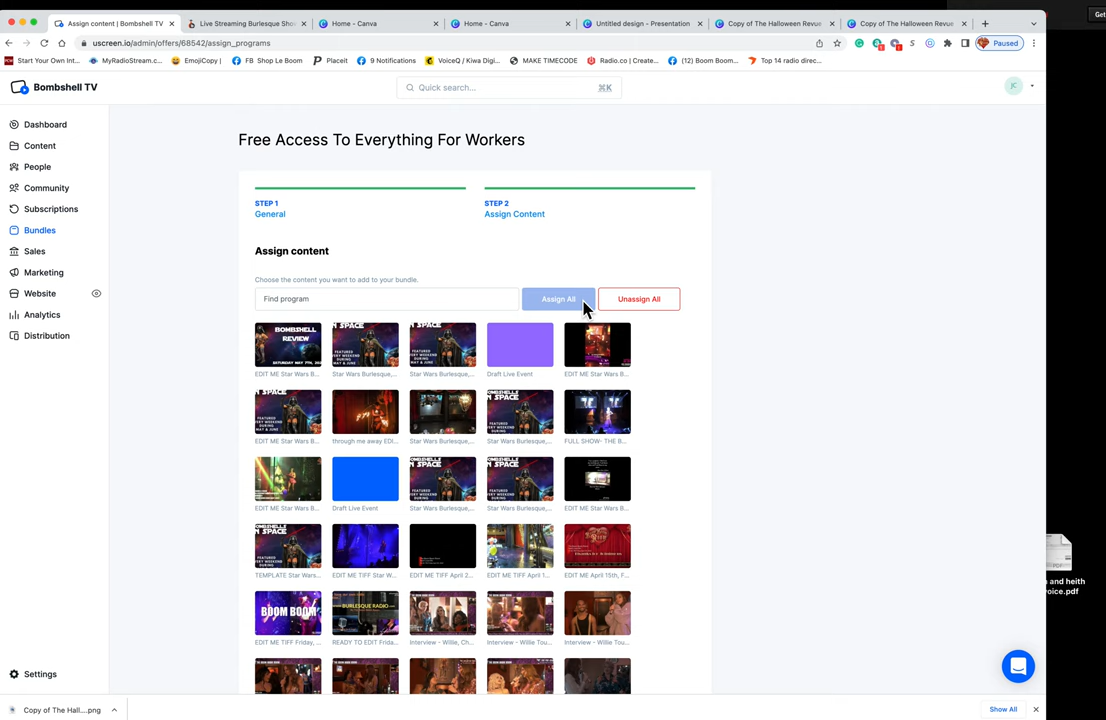 Assign content | Bombshell TV
Live Streaming Burlesque Sho
Home - Canva
Home - Canva
Untitled design - Presentation
Copy of The Halloween Revue
Copy of The Halloween Revue
Get
uscreen.io/admin/offers/68542/assign_programs
Paused
Start Your Own Int...
MyRadioStream.c...
EmojiCopy |
FB Shop Le Boom
Placeit
9 Notifications
VoiceQ / Kiwa Digi...
MAKE TIMECODE
Radio.co | Create...
(12) Boom Boom...
Top 14 radio direc...
Bombshell TV
Quick search...
⌘K
JC
Dashboard
Content
People
Community
Subscriptions
Bundles
Sales
Marketing
Website
Analytics
Distribution
Settings
Free Access To Everything For Workers
STEP 1
General
STEP 2
Assign Content
Assign content
Choose the content you want to add to your bundle.
Find program
Assign All
Unassign All
BOMBSHELL
REVIEW
EDIT ME Star Wars B...
Star Wars Burlesque,...
Star Wars Burlesque,...
Draft Live Event
EDIT ME Star Wars B...
EDIT ME Star Wars B...
through me away EDI...
Star Wars Burlesque,...
Star Wars Burlesque,...
FULL SHOW- THE B...
EDIT ME Star Wars B...
Draft Live Event
Star Wars Burlesque,...
Star Wars Burlesque,...
EDIT ME Star Wars B...
TEMPLATE Star Wars...
EDIT ME TIFF Star W...
EDIT ME TIFF April 2...
EDIT ME TIFF April 1...
EDIT ME April 15th, F...
BOOM BOOM
BURLESQUE RADIO
EDIT ME TIFF Friday, ...
READY TO EDIT Frida...
Interview - Willie, Ch...
Interview - Willie Tou...
Interview - Willie Tou...
and heith
voice.pdf
Copy of The Hall....png
Show All